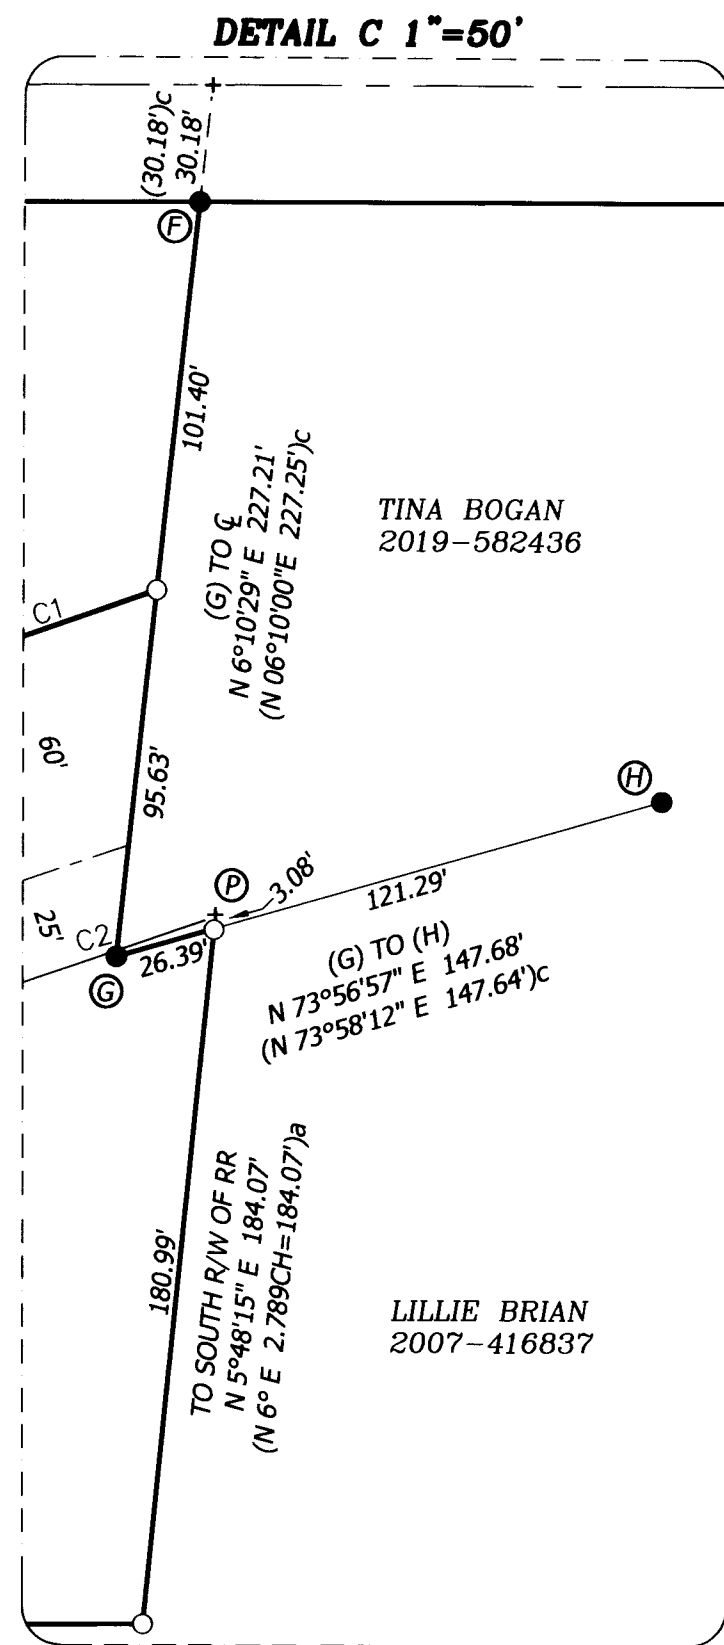 DETAIL C 1"=50'
(30.18')c
30.18'
F
101.40'
(G) TO ℄
N 6°10'29" E 227.21'
(N 06°10'00"E 227.25')c
TINA BOGAN
2019-582436
C1
60'
95.63'
H
P
3.08'
121.29'
25'
C2
26.39'
G
(G) TO (H)
N 73°56'57" E 147.68'
(N 73°58'12" E 147.64')c
180.99'
TO SOUTH R/W OF RR
N 5°48'15" E 184.07'
(N 6° E 2.789CH=184.07')a
LILLIE BRIAN
2007-416837